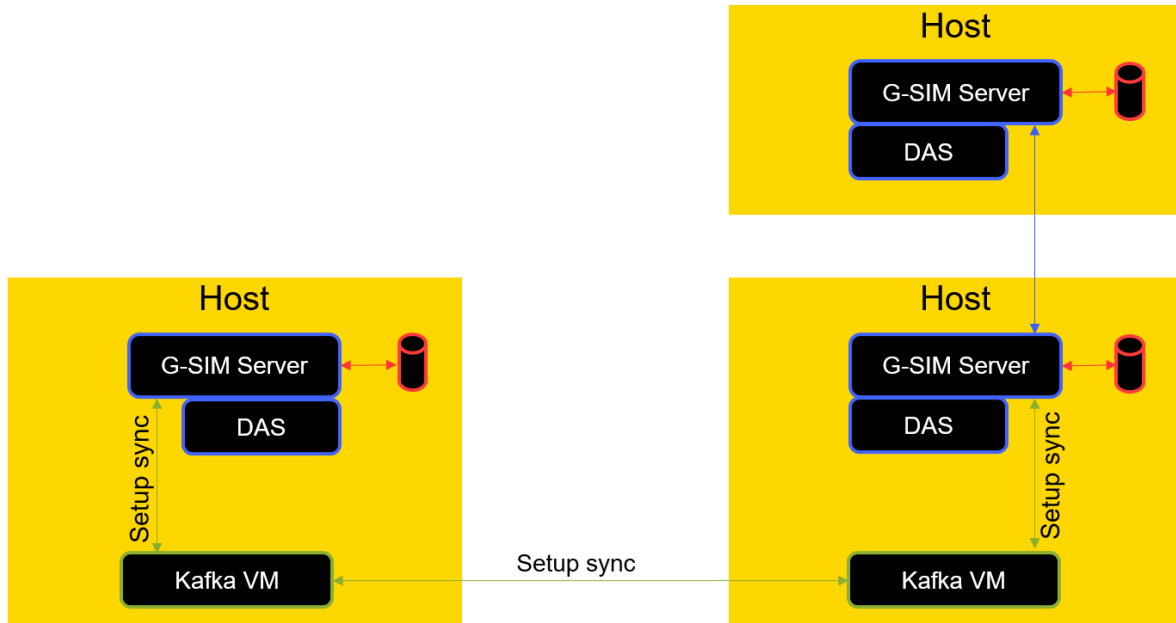 Host
G-SIM Server
DAS
Host
G-SIM Server
DAS
Setup sync
Kafka VM
Setup sync
Host
G-SIM Server
DAS
Setup sync
Kafka VM